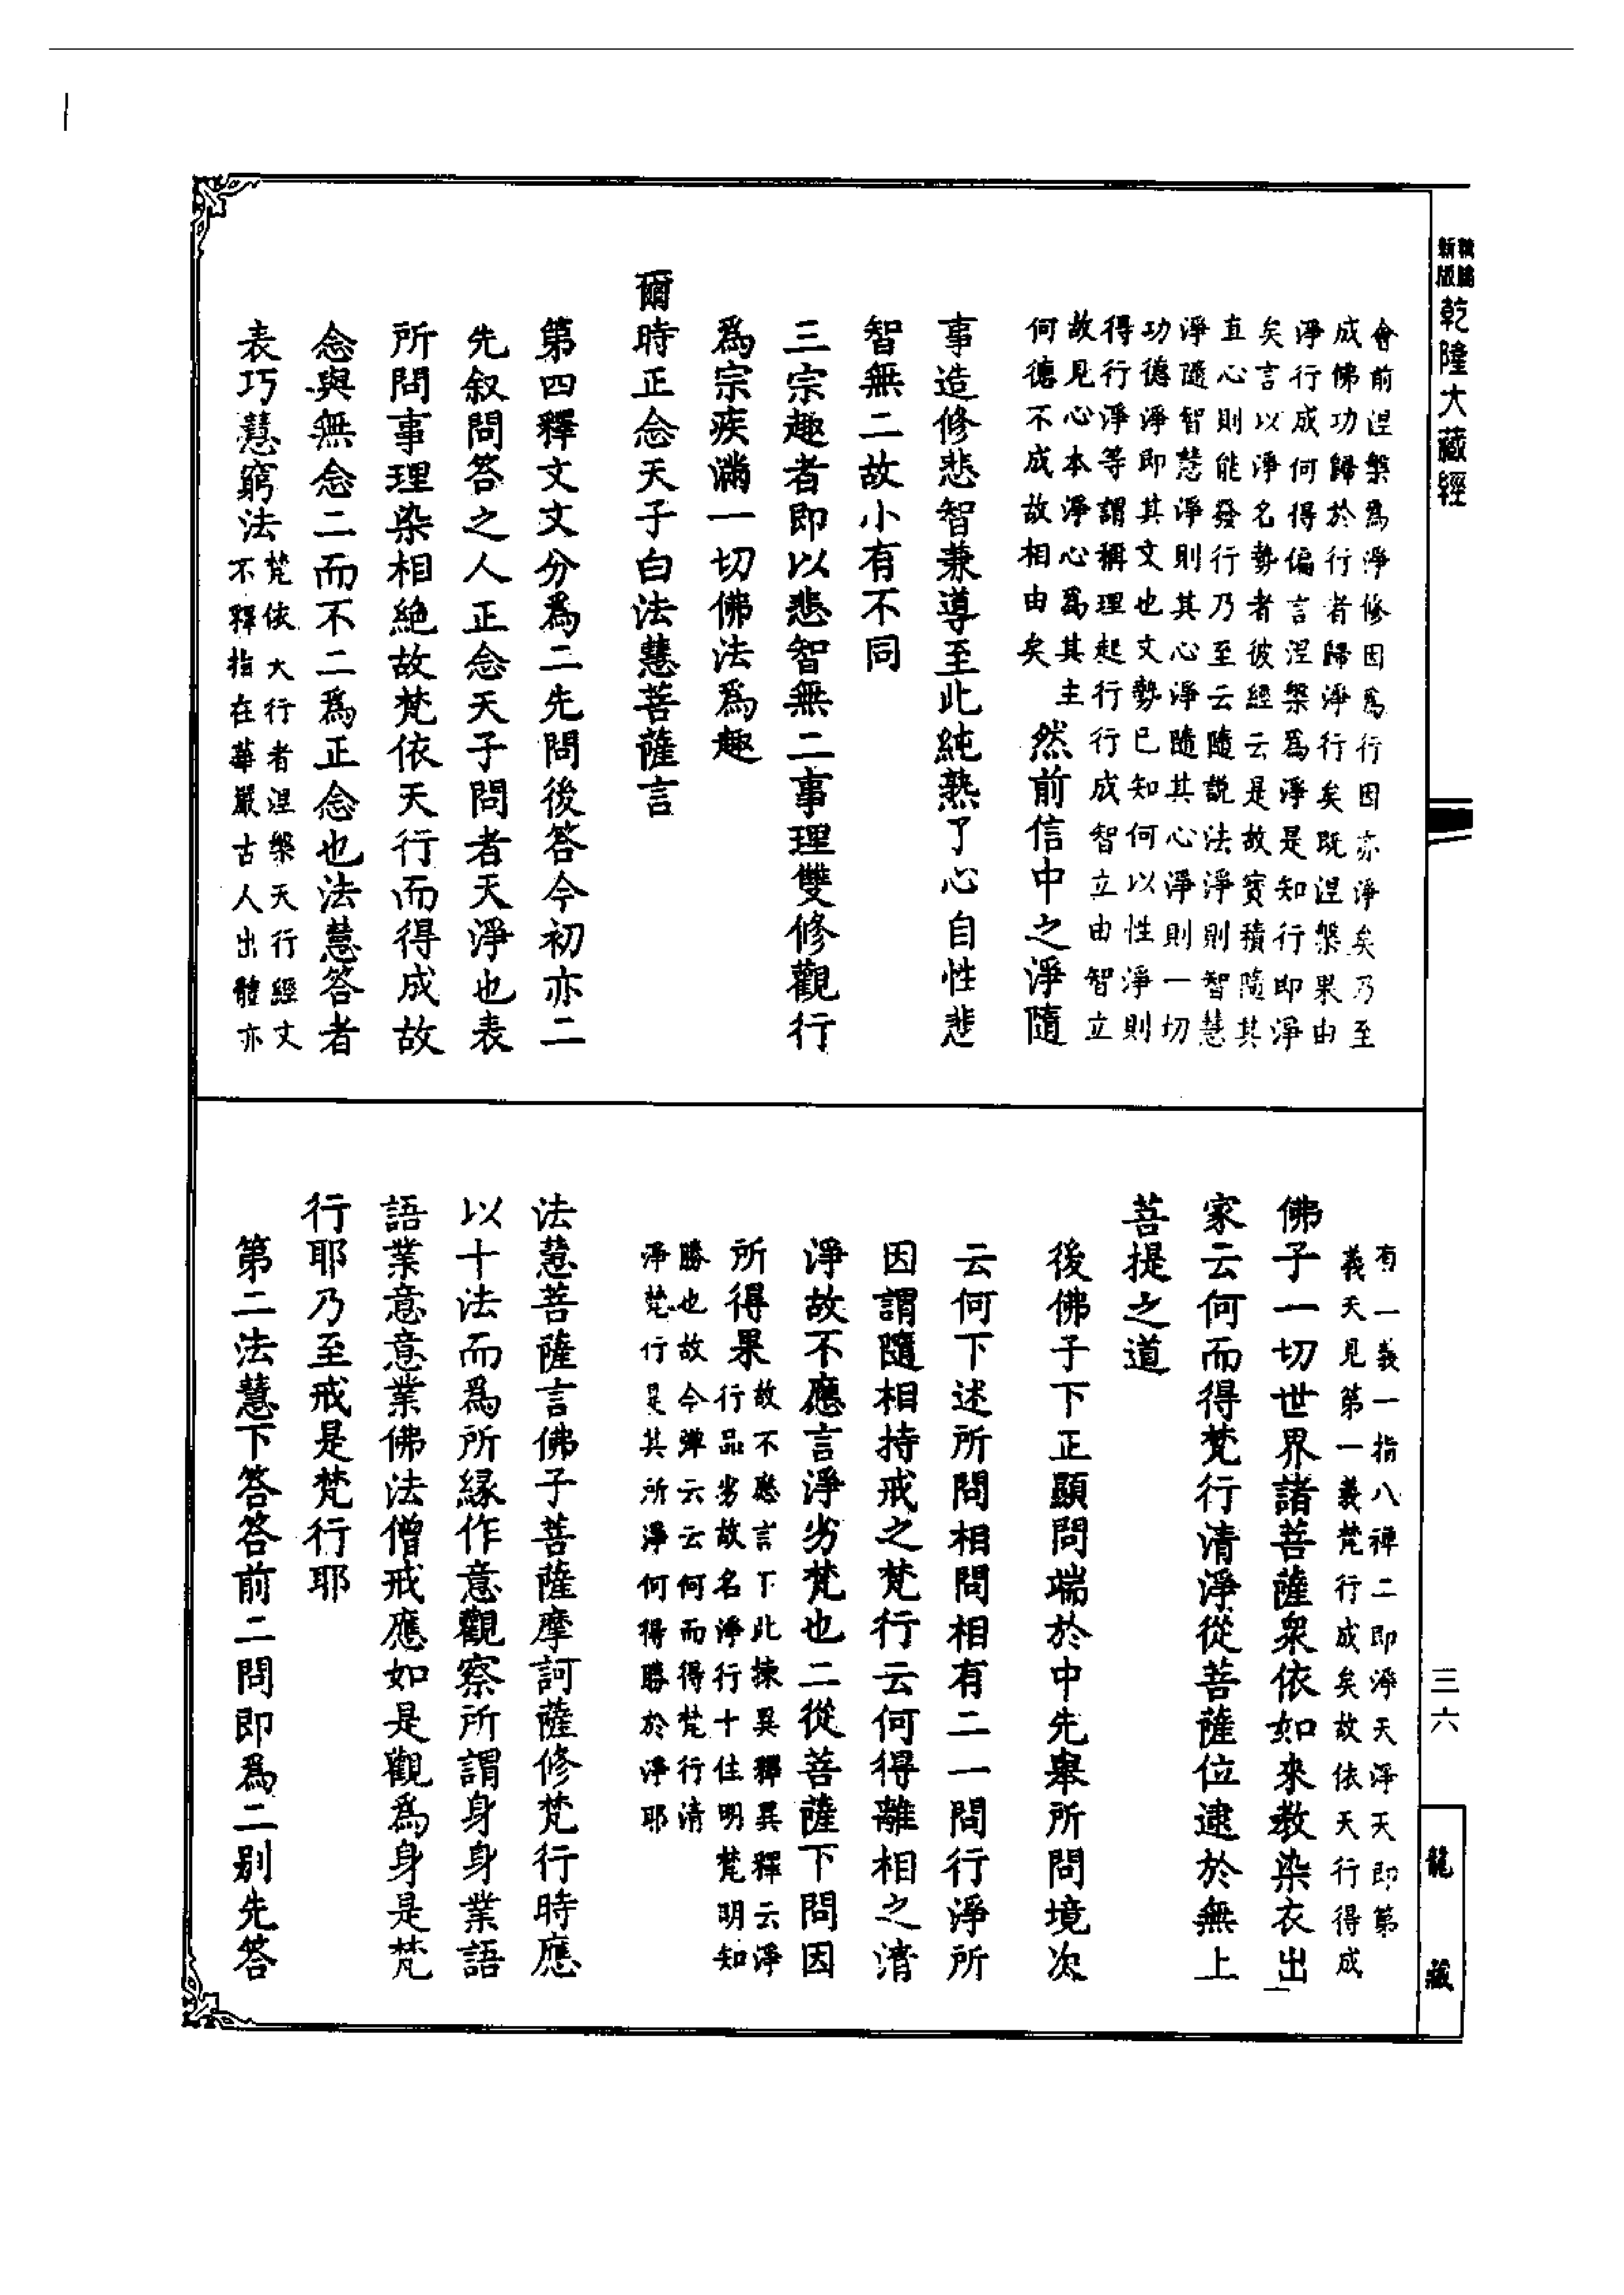 新編
精版
乾隆大藏經
會前涅槃為淨修因為行因亦淨矣乃至
成佛功歸於行者歸淨行矣既涅槃果由
淨行成何得偏言涅槃為淨是知行即淨
矣言以淨名勢者彼經云是故寶積隨其
直心則能發行乃至云隨説法淨則智慧
淨隨智慧淨則其心淨隨其心淨則一切
功德淨即其文也文勢已知何以性淨則
得行淨等謂稱理起行行成智立由智立
故見心本淨心爲其主
何德不成故相由矣
然前信中之淨隨
事造修悲智兼導至此純熟了心自性悲
智無二故小有不同
三宗趣者即以悲智無二事理雙修觀行
爲宗疾滿一切佛法爲趣
爾時正念天子白法慧菩薩言
第四釋文文分爲二先問後答今初亦二
先叙問答之人正念天子問者天淨也表
所問事理染相絶故梵依天行而得成故
念與無念二而不二爲正念也法慧答者
表巧慧窮法
梵依大行者涅槃天行經文
不釋指在華嚴古人出體亦
有一義一指八禪二即淨天淨天即第一
義天見第一義梵行成矣故依天行得成
佛子一切世界諸菩薩衆依如來教染衣出
家云何而得梵行清淨從菩薩位逮於無上
菩提之道
後佛子下正顯問端於中先舉所問境次
云何下述所問相問相有二一問行淨所
因謂隨相持戒之梵行云何得離相之清
淨故不應言淨劣梵也二從菩薩下問因
所得果
故不應言下此揀異釋異釋云淨
行品劣故名淨行十住明梵明知
勝也故今彈云云何而得梵行清
淨梵行是其所淨何得勝於淨耶
法慧菩薩言佛子菩薩摩訶薩修梵行時應
以十法而爲所緣作意觀察所謂身身業語
語業意意業佛法僧戒應如是觀爲身是梵
行耶乃至戒是梵行耶
第二法慧下答答前二問即爲二别先答
三六
龍藏